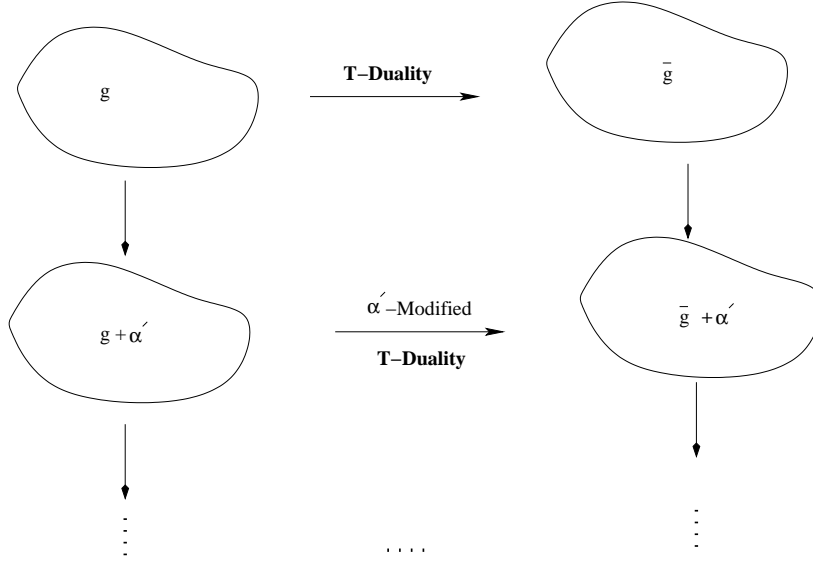 g
T–Duality
g̅
g + α´
α´–Modified
T–Duality
g̅ + α´